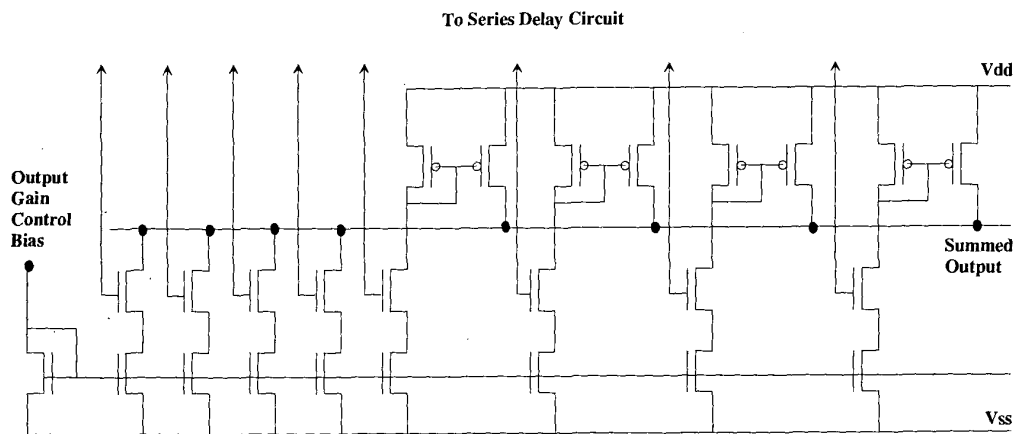 To Series Delay Circuit
Vdd
Output
Gain
Control
Bias
Summed
Output
Vss